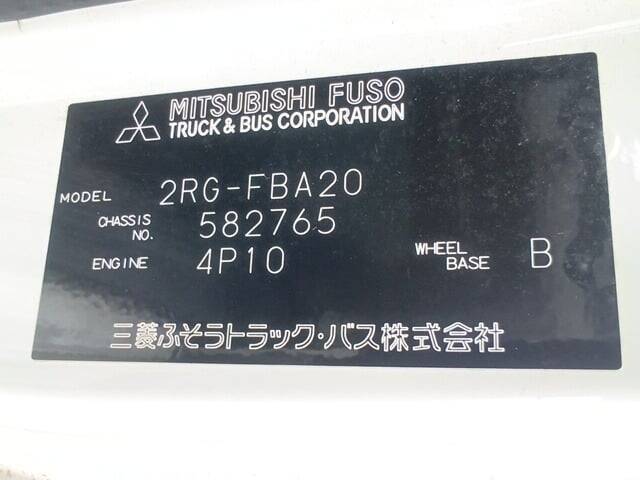 MITSUBISHI FUSO
TRUCK & BUS CORPORATION
MODEL 2RG-FBA20
CHASSIS NO. 582765
ENGINE 4P10 WHEEL BASE B
三菱ふそうトラック・バス株式会社